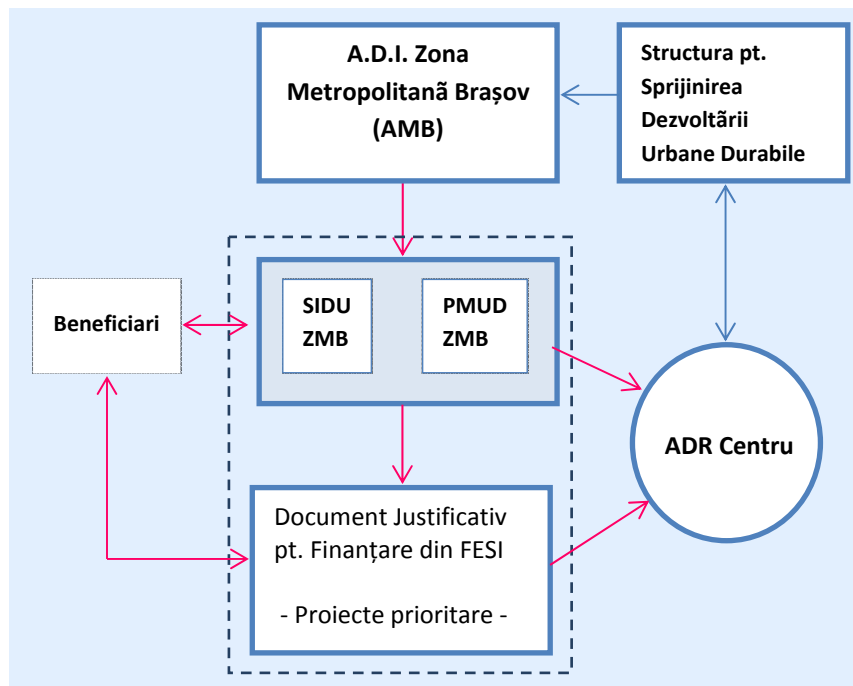 A.D.I. Zona
Metropolitanã Brașov
(AMB)
Structura pt.
Sprijinirea
Dezvoltãrii
Urbane Durabile
Beneficiari
SIDU
ZMB
PMUD
ZMB
ADR Centru
Document Justificativ
pt. Finanțare din FESI
- Proiecte prioritare -